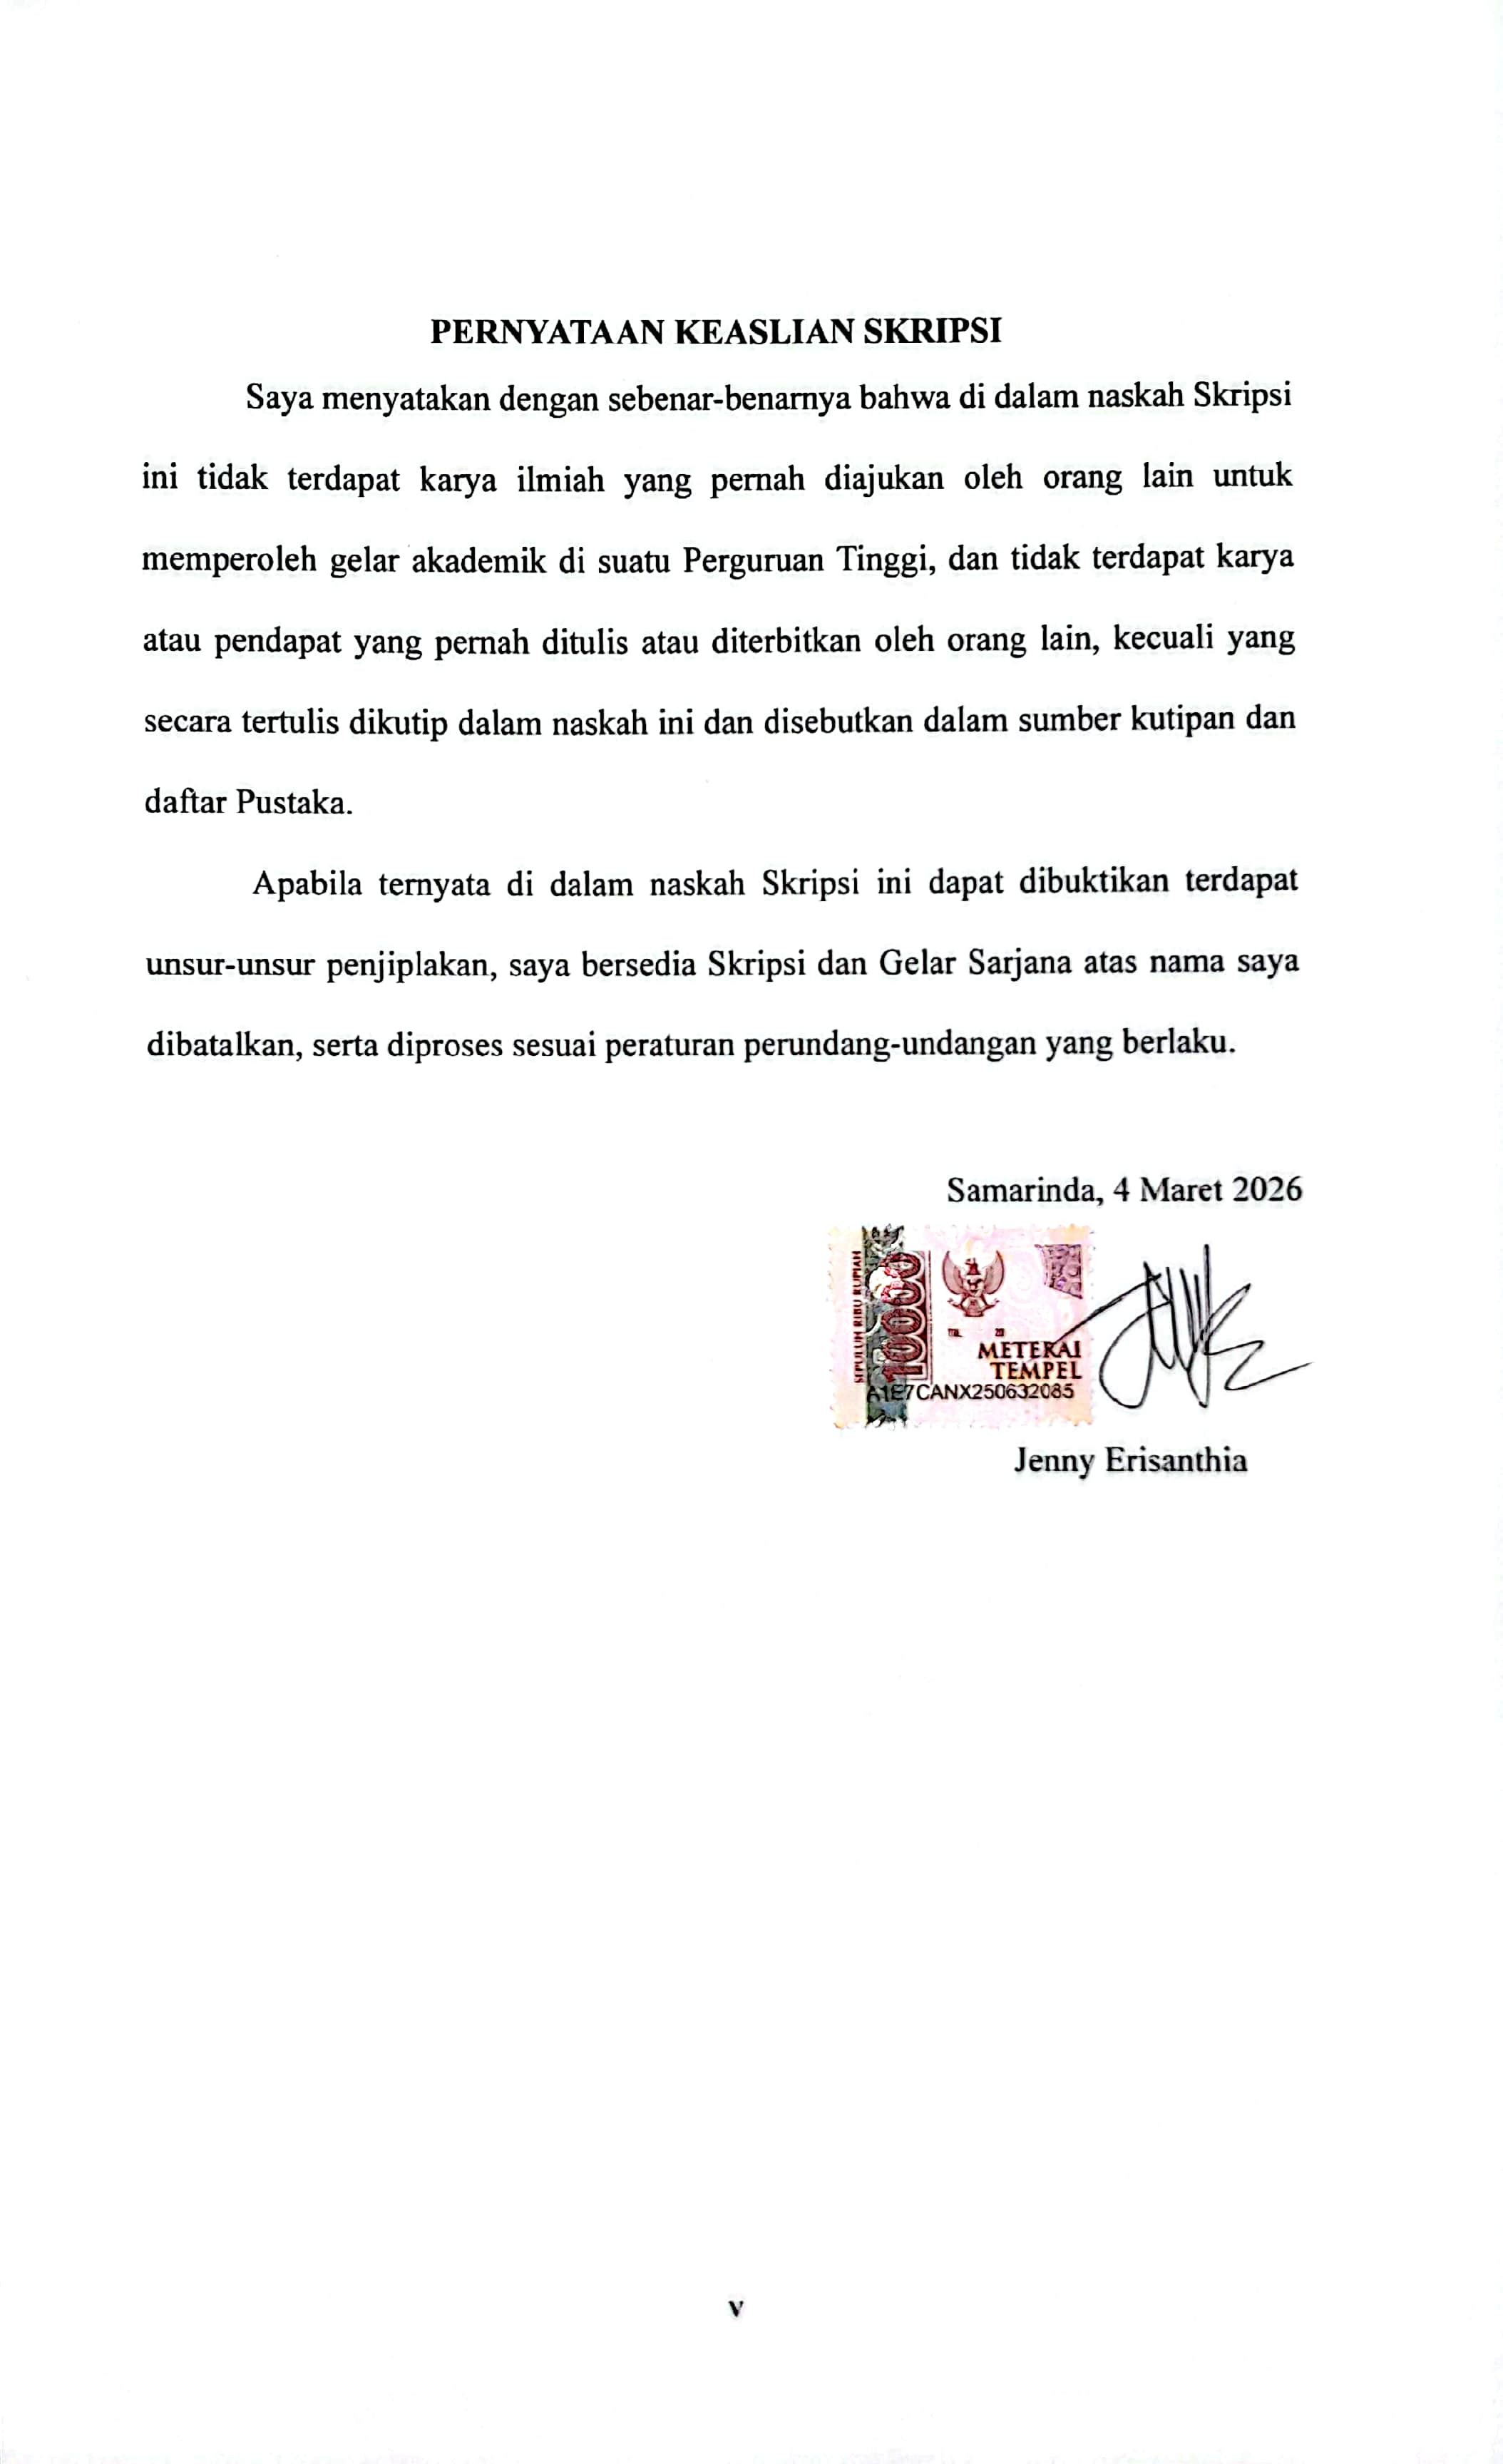 PERNYATAAN KEASLIAN SKRIPSI
Saya menyatakan dengan sebenar-benarnya bahwa di dalam naskah Skripsi
ini tidak terdapat karya ilmiah yang pernah diajukan oleh orang lain untuk
memperoleh gelar akademik di suatu Perguruan Tinggi, dan tidak terdapat karya
atau pendapat yang pernah ditulis atau diterbitkan oleh orang lain, kecuali yang
secara tertulis dikutip dalam naskah ini dan disebutkan dalam sumber kutipan dan
daftar Pustaka.
Apabila ternyata di dalam naskah Skripsi ini dapat dibuktikan terdapat
unsur-unsur penjiplakan, saya bersedia Skripsi dan Gelar Sarjana atas nama saya
dibatalkan, serta diproses sesuai peraturan perundang-undangan yang berlaku.
Samarinda, 4 Maret 2026
SEPULUH RIBU RUPIAH
10000
METERAI
TEMPEL
A1E7CANX250632085
Jenny Erisanthia
v